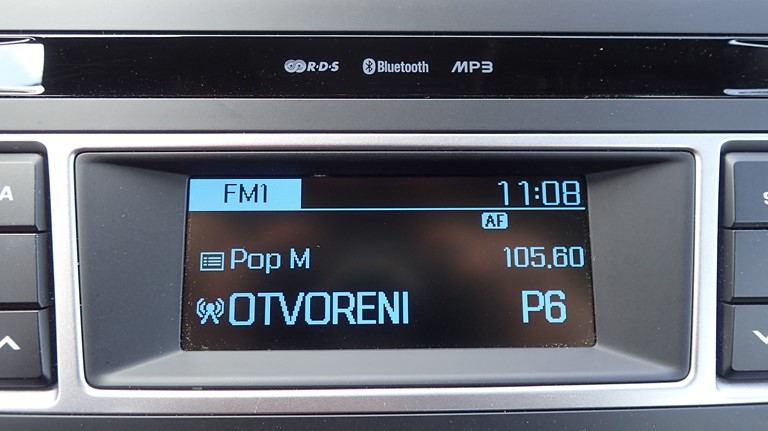 R·D·S Bluetooth MP3
FM1 11:08
AF
Pop M 105.60
OTVORENI P6
A